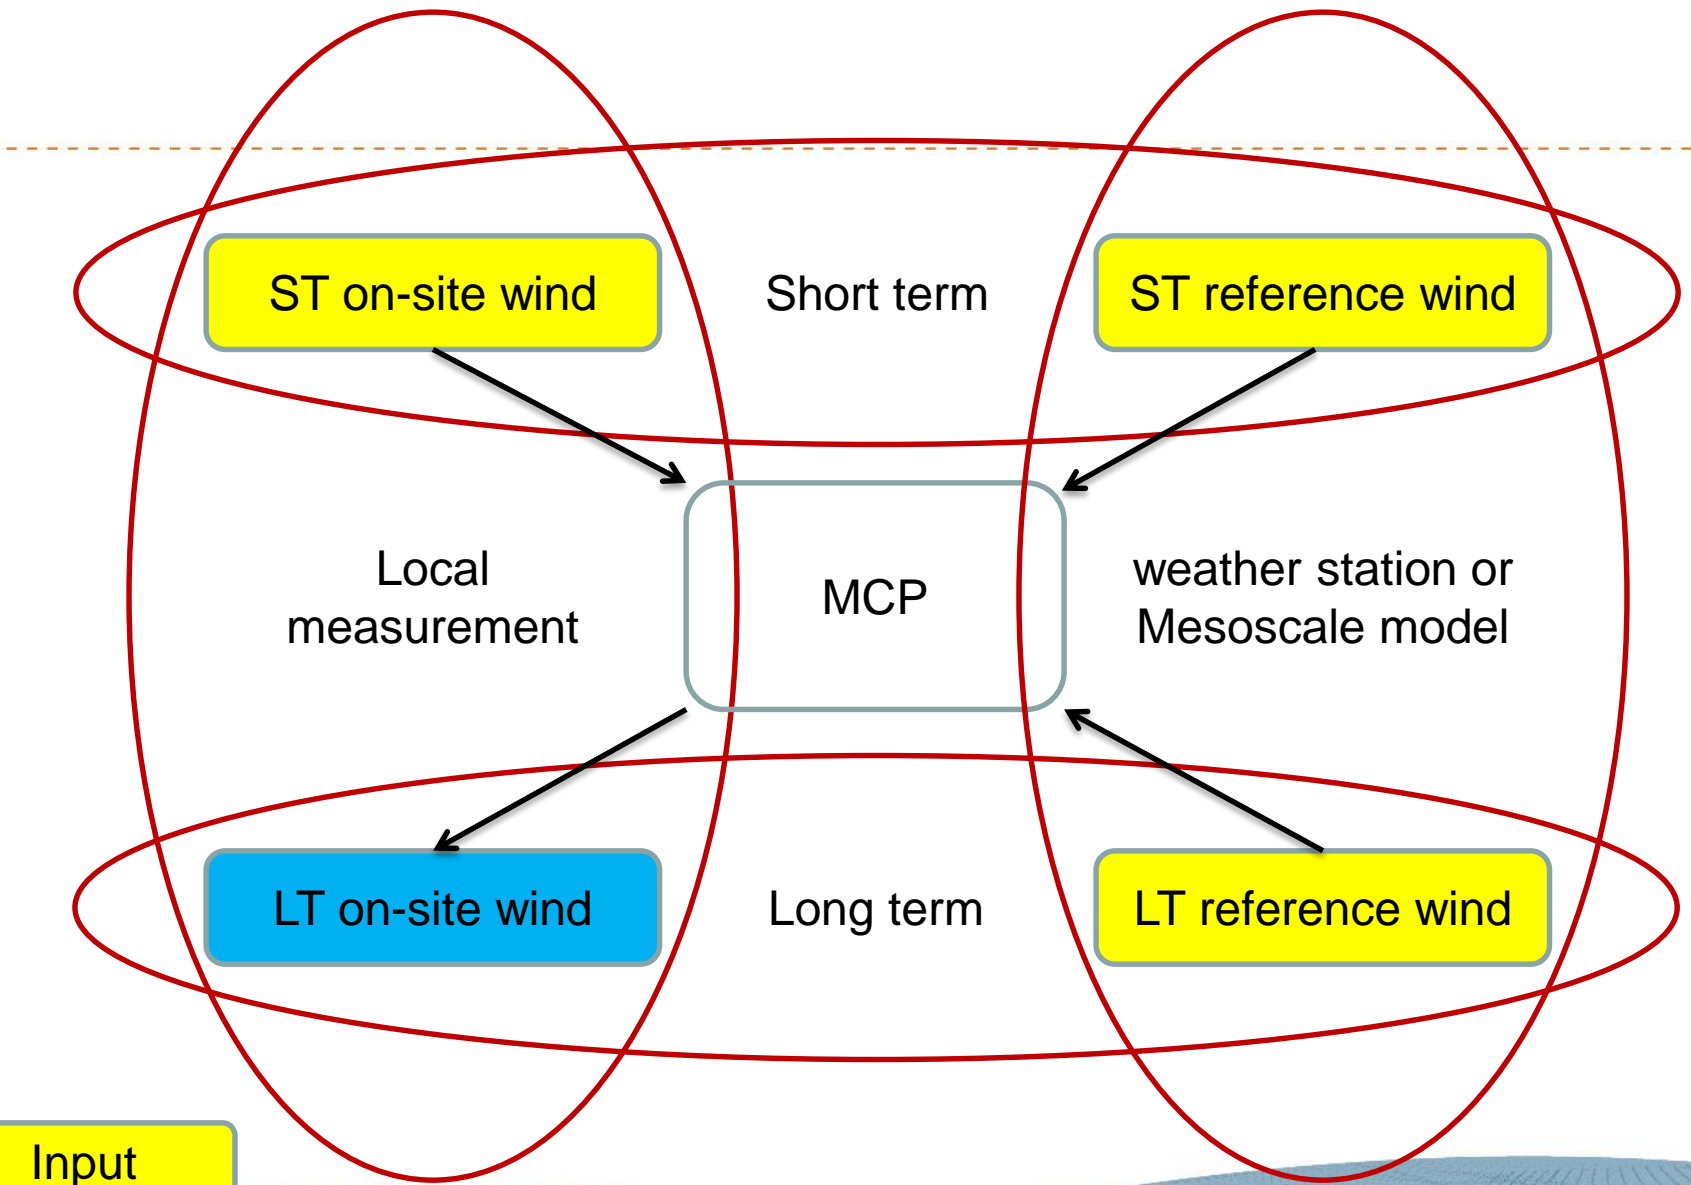 ST on-site wind
Short term
ST reference wind
Local
measurement
MCP
weather station or
Mesoscale model
LT on-site wind
Long term
LT reference wind
Input